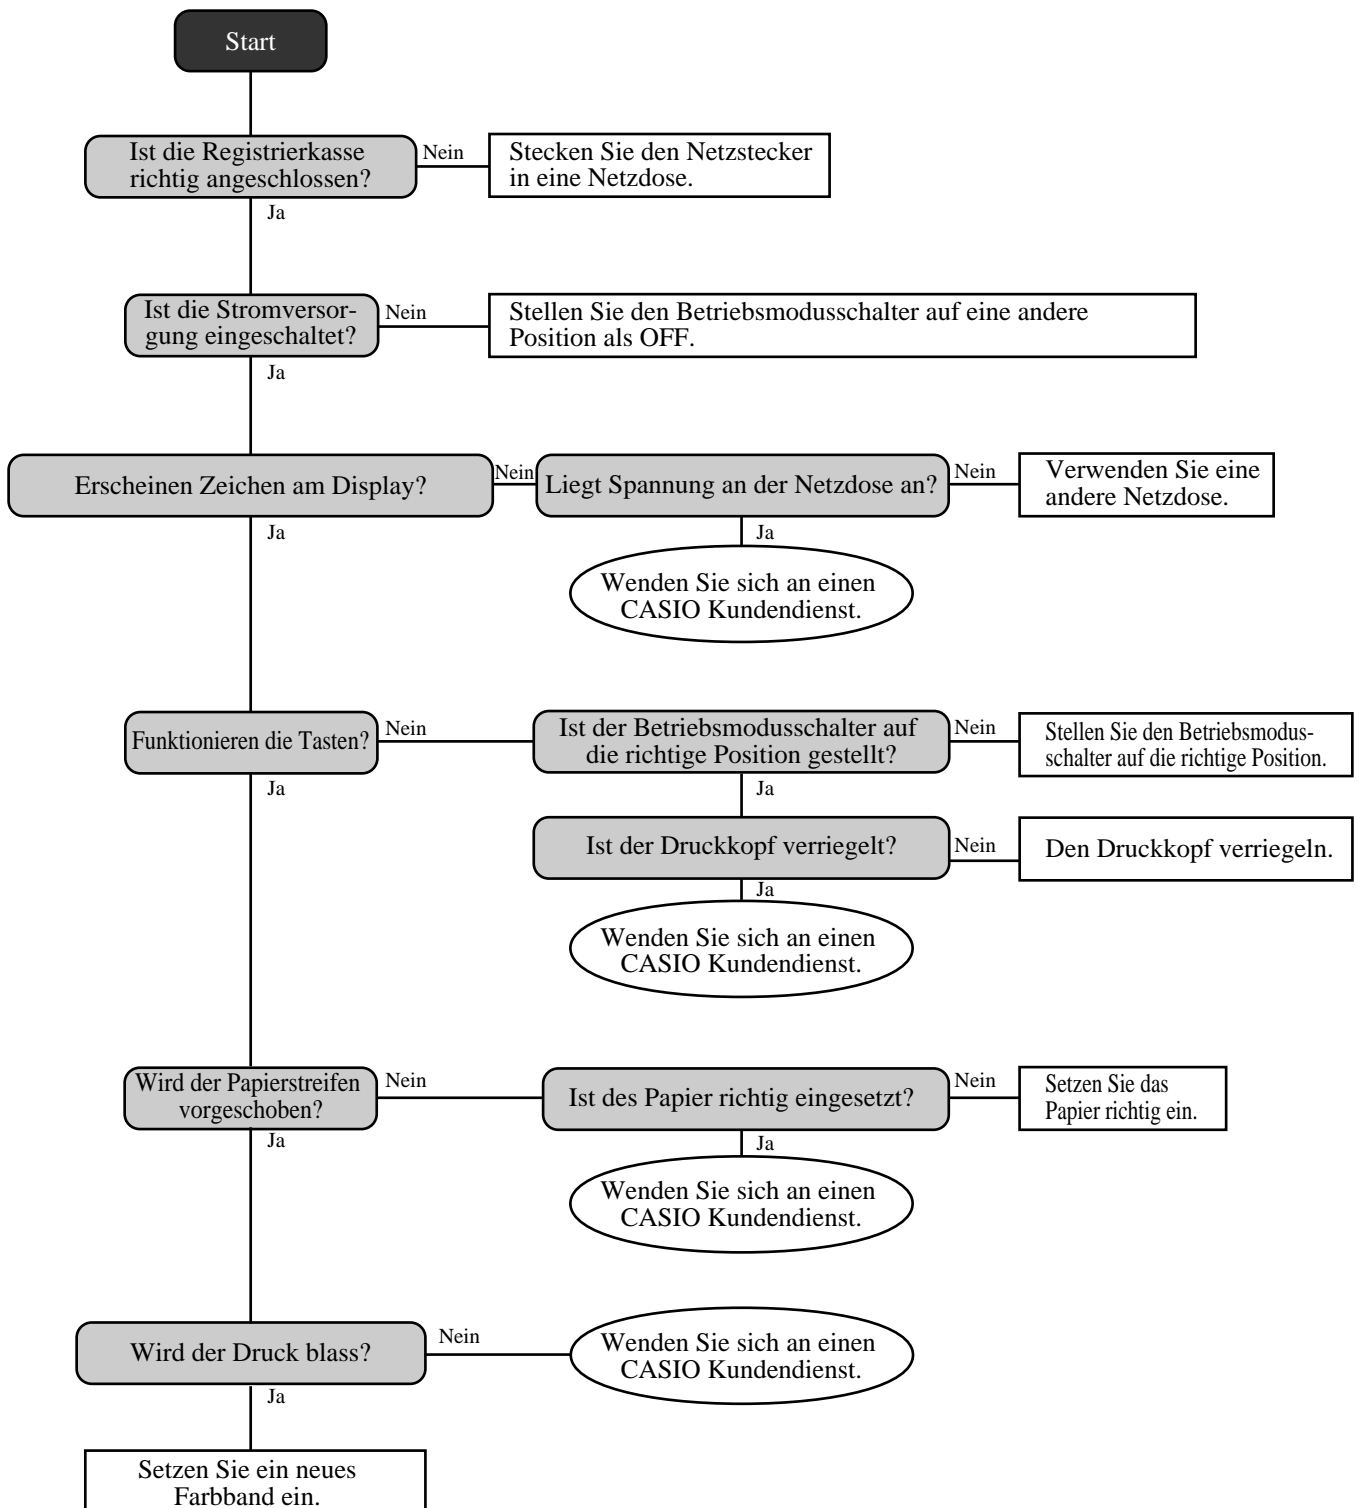 Start
Ist die Registrierkasse
richtig angeschlossen?
Nein
Stecken Sie den Netzstecker
in eine Netzdose.
Ja
Ist die Stromversor-
gung eingeschaltet?
Nein
Stellen Sie den Betriebsmodusschalter auf eine andere
Position als OFF.
Ja
Erscheinen Zeichen am Display?
Nein
Liegt Spannung an der Netzdose an?
Nein
Verwenden Sie eine
andere Netzdose.
Ja
Ja
Wenden Sie sich an einen
CASIO Kundendienst.
Funktionieren die Tasten?
Nein
Ist der Betriebsmodusschalter auf
die richtige Position gestellt?
Nein
Stellen Sie den Betriebsmodus-
schalter auf die richtige Position.
Ja
Ja
Ist der Druckkopf verriegelt?
Nein
Den Druckkopf verriegeln.
Ja
Wenden Sie sich an einen
CASIO Kundendienst.
Wird der Papierstreifen
vorgeschoben?
Nein
Ist des Papier richtig eingesetzt?
Nein
Setzen Sie das
Papier richtig ein.
Ja
Ja
Wenden Sie sich an einen
CASIO Kundendienst.
Wird der Druck blass?
Nein
Wenden Sie sich an einen
CASIO Kundendienst.
Ja
Setzen Sie ein neues
Farbband ein.